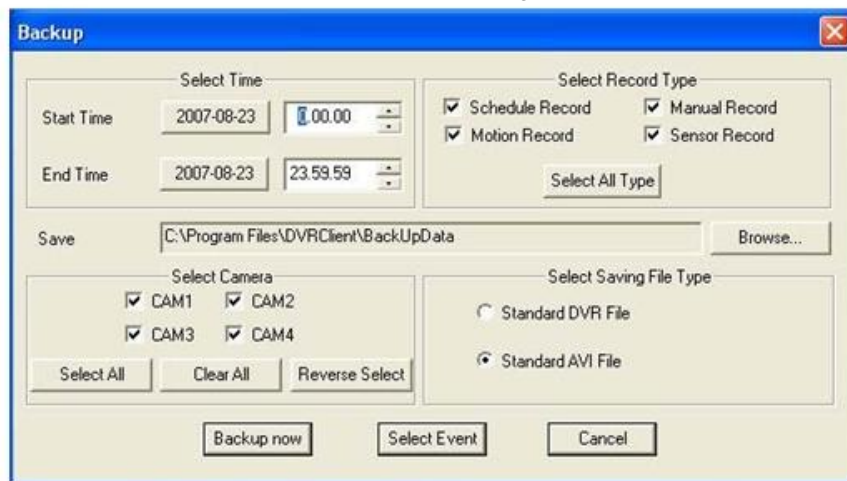 Backup
Select Time
Start Time 2007-08-23 0.00.00
End Time 2007-08-23 23.59.59
Select Record Type
Schedule Record Manual Record
Motion Record Sensor Record
Select All Type
Save C:\Program Files\DVRClient\BackUpData Browse...
Select Camera
CAM1 CAM2
CAM3 CAM4
Select All Clear All Reverse Select
Select Saving File Type
Standard DVR File
Standard AVI File
Backup now Select Event Cancel